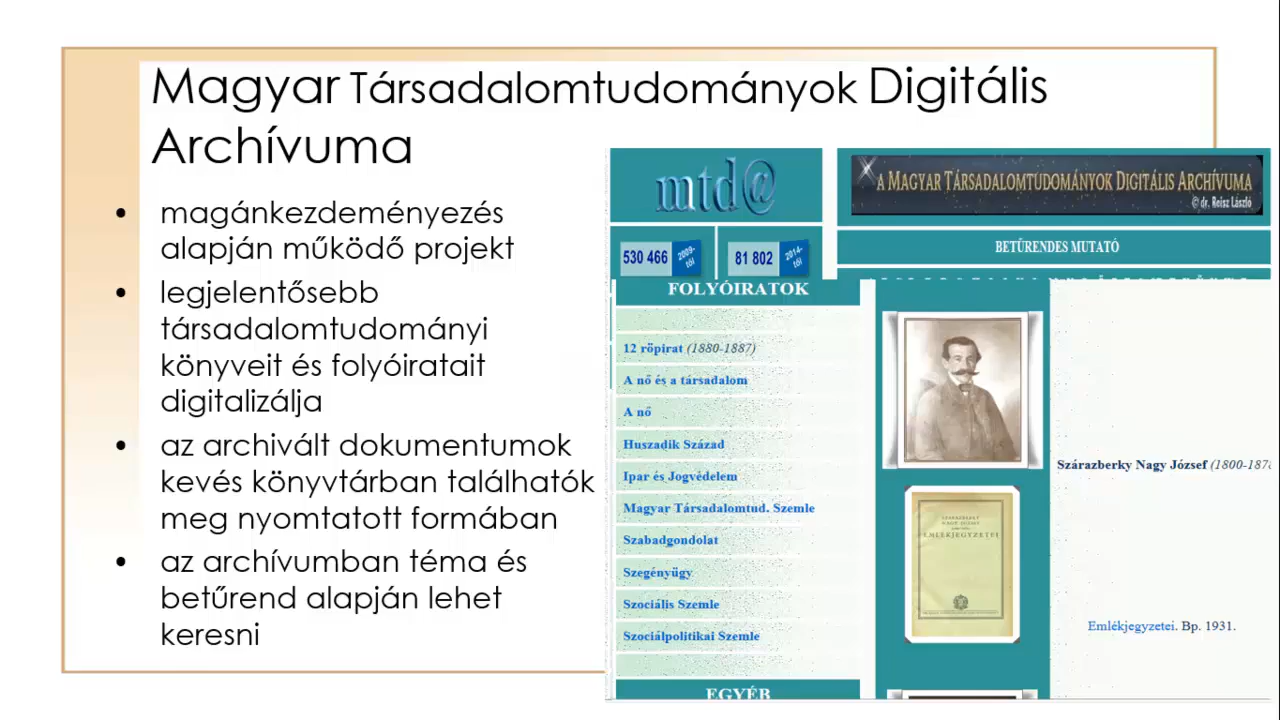 Magyar Társadalomtudományok Digitális
Archívuma
• magánkezdeményezés
alapján működő projekt
• legjelentősebb
társadalomtudományi
könyveit és folyóiratait
digitalizálja
• az archivált dokumentumok
kevés könyvtárban találhatók
meg nyomtatott formában
• az archívumban téma és
betűrend alapján lehet
keresni
mtd@
A MAGYAR TÁRSADALOMTUDOMÁNYOK DIGITÁLIS ARCHÍVUMA
© dr. Reisz László
530 466 2009-től
81 802 2014-től
BETŰRENDES MUTATÓ
FOLYÓIRATOK
12 röpirat (1880-1887)
A nő és a társadalom
A nő
Huszadik Század
Ipar és Jogvédelem
Magyar Társadalomtud. Szemle
Szabadgondolat
Szegényügy
Szociális Szemle
Szociálpolitikai Szemle
EGYÉB
Szárazberky Nagy József (1800-187
SZÁRAZBERKY
NAGY JÓZSEF
EMLÉKJEGYZETEI
Emlékjegyzetei. Bp. 1931.